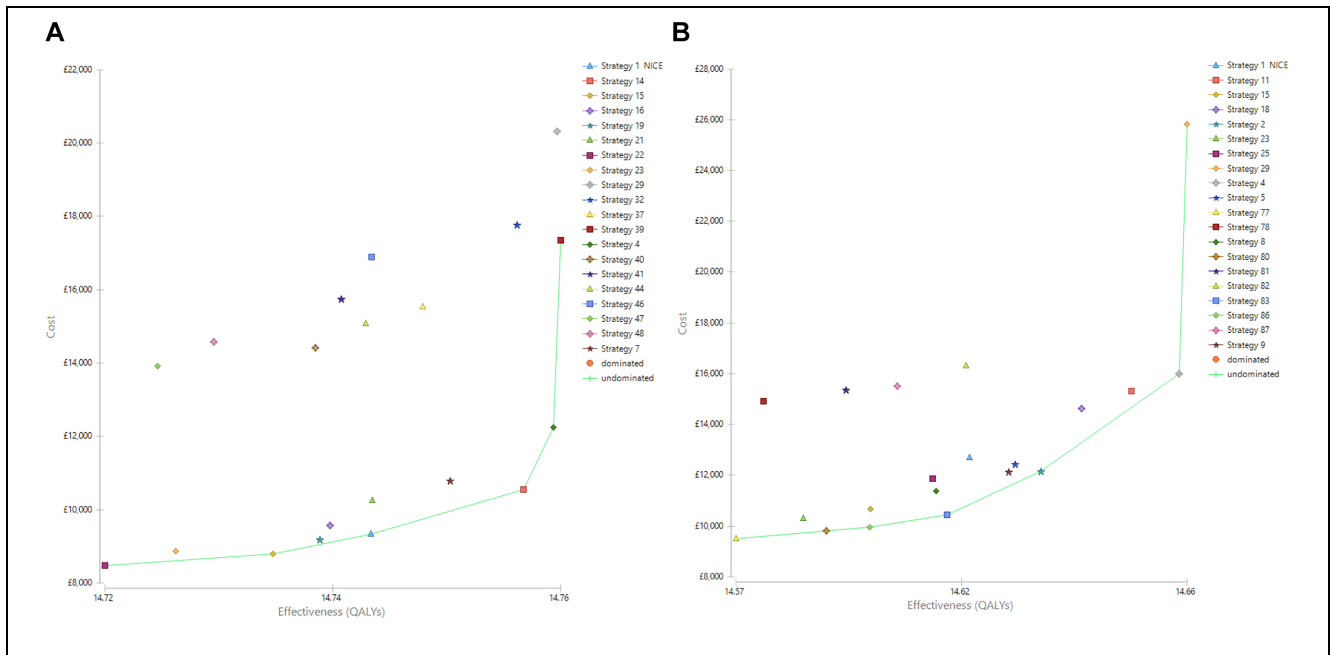 A
£22,000
£20,000
£18,000
£16,000
£14,000
£12,000
£10,000
£8,000
Cost
14.72
14.74
14.76
Effectiveness (QALYs)
Strategy 1 NICE
Strategy 14
Strategy 15
Strategy 16
Strategy 19
Strategy 21
Strategy 22
Strategy 23
Strategy 29
Strategy 32
Strategy 37
Strategy 39
Strategy 4
Strategy 40
Strategy 41
Strategy 44
Strategy 46
Strategy 47
Strategy 48
Strategy 7
dominated
undominated
B
£28,000
£26,000
£24,000
£22,000
£20,000
£18,000
£16,000
£14,000
£12,000
£10,000
£8,000
Cost
14.57
14.62
14.66
Effectiveness (QALYs)
Strategy 1 NICE
Strategy 11
Strategy 15
Strategy 18
Strategy 2
Strategy 23
Strategy 25
Strategy 29
Strategy 4
Strategy 5
Strategy 77
Strategy 78
Strategy 8
Strategy 80
Strategy 81
Strategy 82
Strategy 83
Strategy 86
Strategy 87
Strategy 9
dominated
undominated